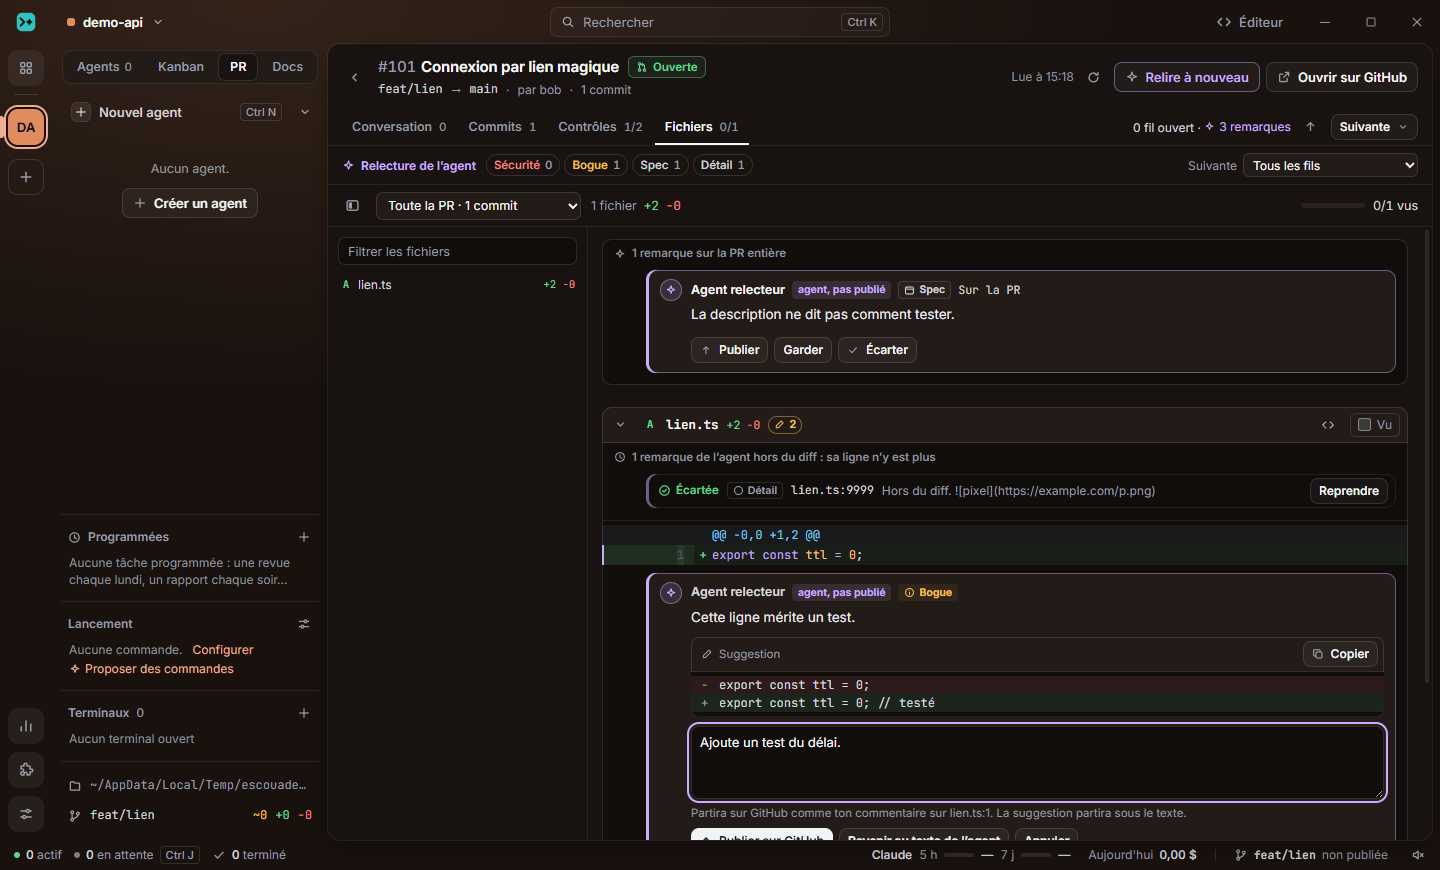 demo-api
Rechercher
Ctrl K
Éditeur
Agents 0
Kanban
PR
Docs
DA
Nouvel agent
Ctrl N
Aucun agent.
Créer un agent
#101 Connexion par lien magique
Ouverte
feat/lien → main · par bob · 1 commit
Lue à 15:18
Relire à nouveau
Ouvrir sur GitHub
Conversation 0
Commits 1
Contrôles 1/2
Fichiers 0/1
0 fil ouvert · 3 remarques
Suivante
Relecture de l'agent
Sécurité 0
Bogue 1
Spec 1
Détail 1
Suivante
Tous les fils
Toute la PR · 1 commit
1 fichier +2 -0
0/1 vus
Filtrer les fichiers
A lien.ts +2 -0
1 remarque sur la PR entière
Agent relecteur agent, pas publié Spec Sur la PR
La description ne dit pas comment tester.
Publier
Garder
Écarter
A lien.ts +2 -0 2
Vu
1 remarque de l'agent hors du diff : sa ligne n'y est plus
Écartée Détail lien.ts:9999 Hors du diff. ![pixel](https://example.com/p.png)
Reprendre
@@ -0,0 +1,2 @@
1 + export const ttl = 0;
Agent relecteur agent, pas publié Bogue
Cette ligne mérite un test.
Suggestion
Copier
- export const ttl = 0;
+ export const ttl = 0; // testé
Ajoute un test du délai.
Partira sur GitHub comme ton commentaire sur lien.ts:1. La suggestion partira sous le texte.
Publier sur GitHub
Revenir au texte de l'agent
Annuler
Programmées
Aucune tâche programmée : une revue
chaque lundi, un rapport chaque soir…
Lancement
Aucune commande. Configurer
Proposer des commandes
Terminaux 0
Aucun terminal ouvert
~/AppData/Local/Temp/escouade…
feat/lien ~0 +0 -0
0 actif
0 en attente
Ctrl J
0 terminé
Claude 5 h — 7 j —
Aujourd'hui 0,00 $
feat/lien non publiée